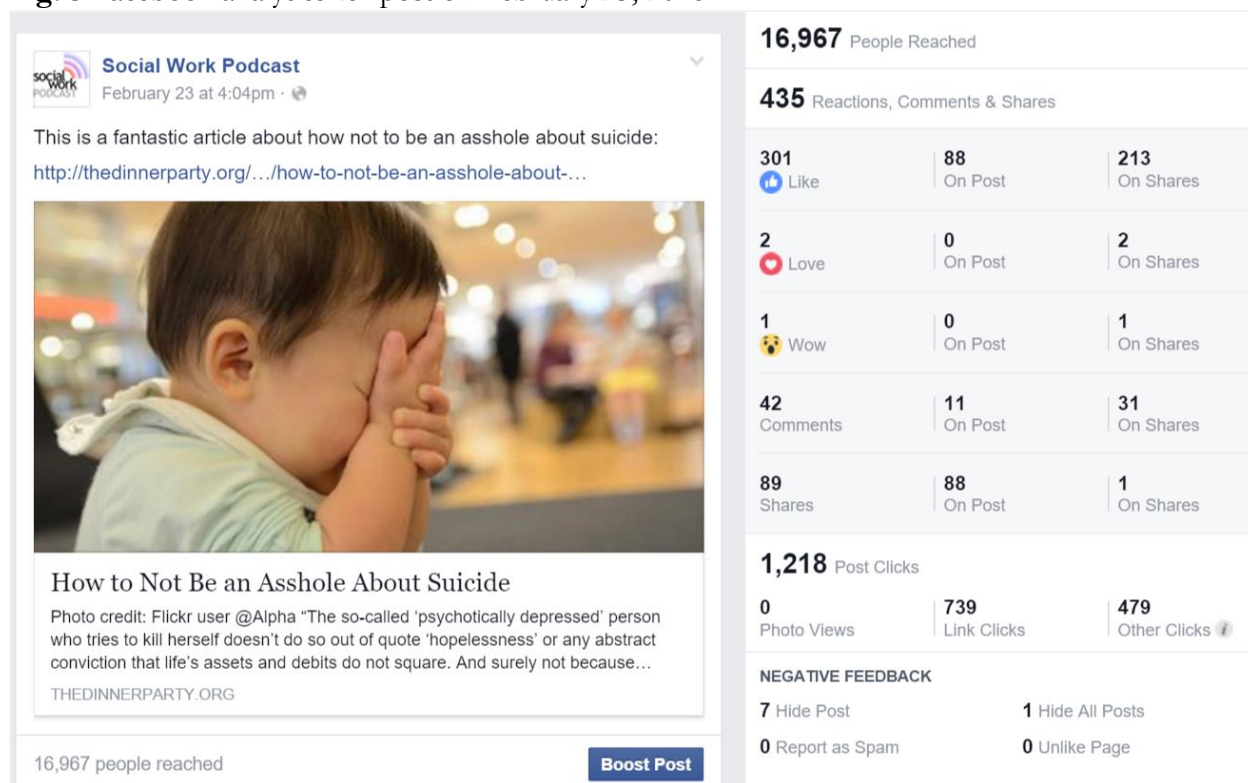 Social Work Podcast
February 23 at 4:04pm ·
social
work
PODCAST
This is a fantastic article about how not to be an asshole about suicide:
http://thedinnerparty.org/.../how-to-not-be-an-asshole-about-...
How to Not Be an Asshole About Suicide
Photo credit: Flickr user @Alpha “The so-called ‘psychotically depressed’ person
who tries to kill herself doesn’t do so out of quote ‘hopelessness’ or any abstract
conviction that life’s assets and debits do not square. And surely not because...
THEDINNERPARTY.ORG
16,967 people reached
Boost Post
16,967 People Reached
435 Reactions, Comments & Shares
301 88 213
Like On Post On Shares
2 0 2
Love On Post On Shares
1 0 1
Wow On Post On Shares
42 11 31
Comments On Post On Shares
89 88 1
Shares On Post On Shares
1,218 Post Clicks
0 739 479
Photo Views Link Clicks Other Clicks i
NEGATIVE FEEDBACK
7 Hide Post 1 Hide All Posts
0 Report as Spam 0 Unlike Page